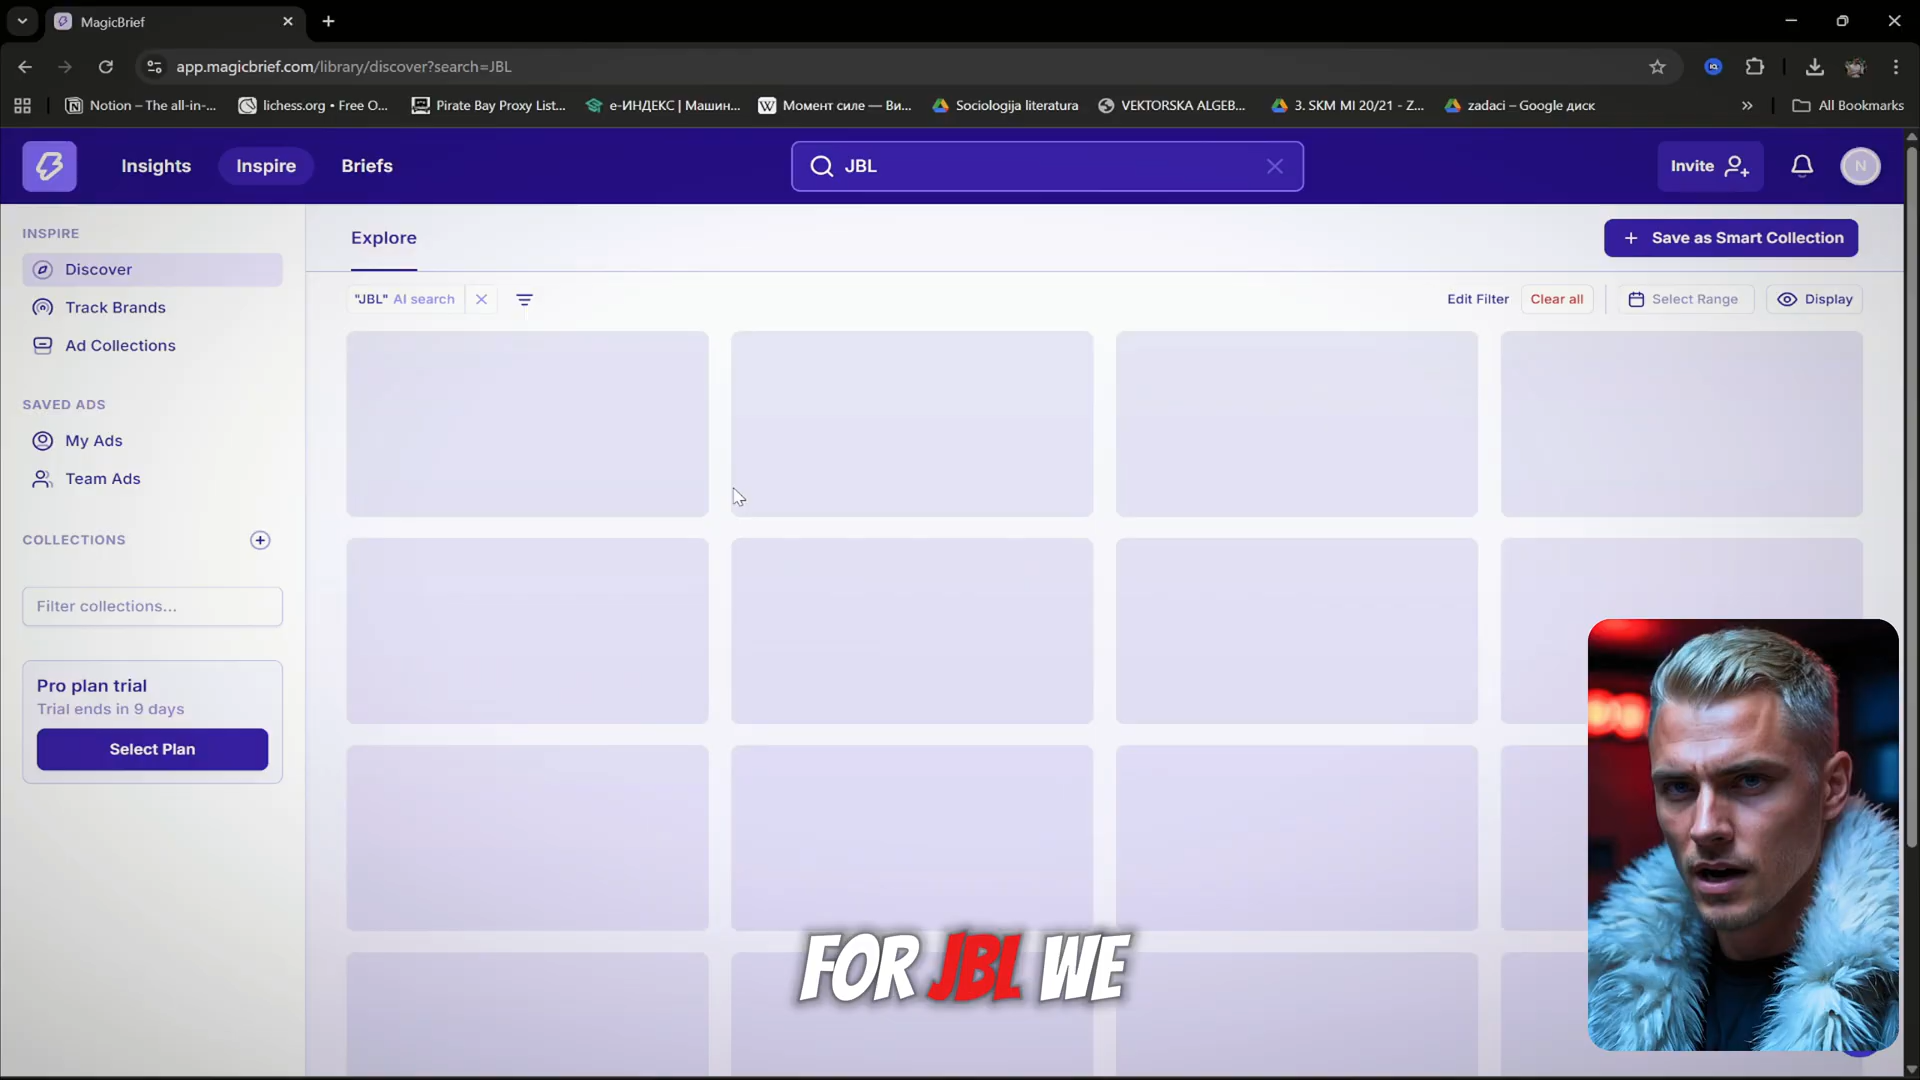 MagicBrief
app.magicbrief.com/library/discover?search=JBL
Notion – The all-in-...
lichess.org • Free O...
Pirate Bay Proxy List...
е-ИНДЕКС | Машин...
Момент силе — Ви...
Sociologija literatura
VEKTORSKA ALGEB...
3. SKM MI 20/21 - Z...
zadaci – Google диск
All Bookmarks
Insights
Inspire
Briefs
JBL
Invite
N
INSPIRE
Discover
Track Brands
Ad Collections
SAVED ADS
My Ads
Team Ads
COLLECTIONS
Filter collections...
Pro plan trial
Trial ends in 9 days
Select Plan
Explore
Save as Smart Collection
"JBL" AI search
Edit Filter
Clear all
Select Range
Display
FOR JBL WE